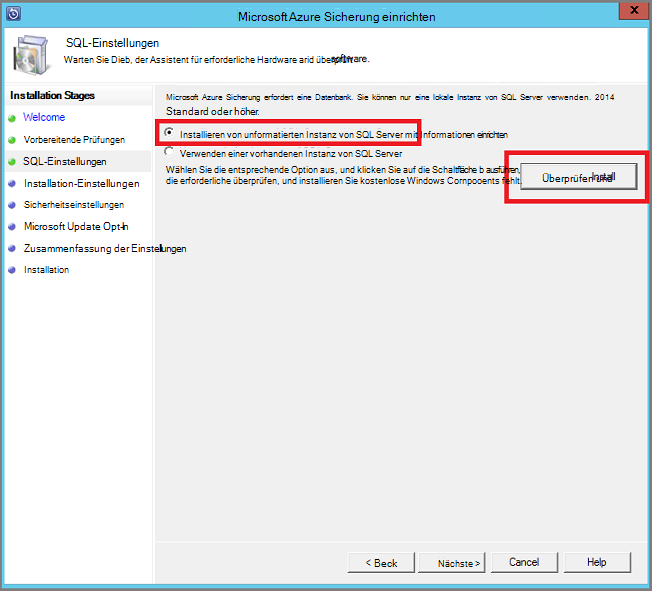 Microsoft Azure Sicherung einrichten
X
SQL-Einstellungen
Warten Sie Dieb, der Assistent für erforderliche Hardware arid überprüft software.
Installation Stages
Welcome
Vorbereitende Prüfungen
SQL-Einstellungen
Installation-Einstellungen
Sicherheitseinstellungen
Microsoft Update Opt-In
Zusammenfassung der Einstellungen
Installation
Microsoft Azure Sicherung erfordert eine Datenbank. Sie können nur eine lokale Instanz von SQL Server verwenden. 2014
Standard oder höher.
Installieren von unformatierten Instanz von SQL Server mit Informationen einrichten
Verwenden einer vorhandenen Instanz von SQL Server
Wählen Sie die entsprechende Option aus, und klicken Sie auf die Schaltfläche b ausführen,
die erforderliche überprüfen, und installieren Sie kostenlose Windows Compooents fehlt.
Überprüfen und Install
< Beck
Nächste >
Cancel
Help